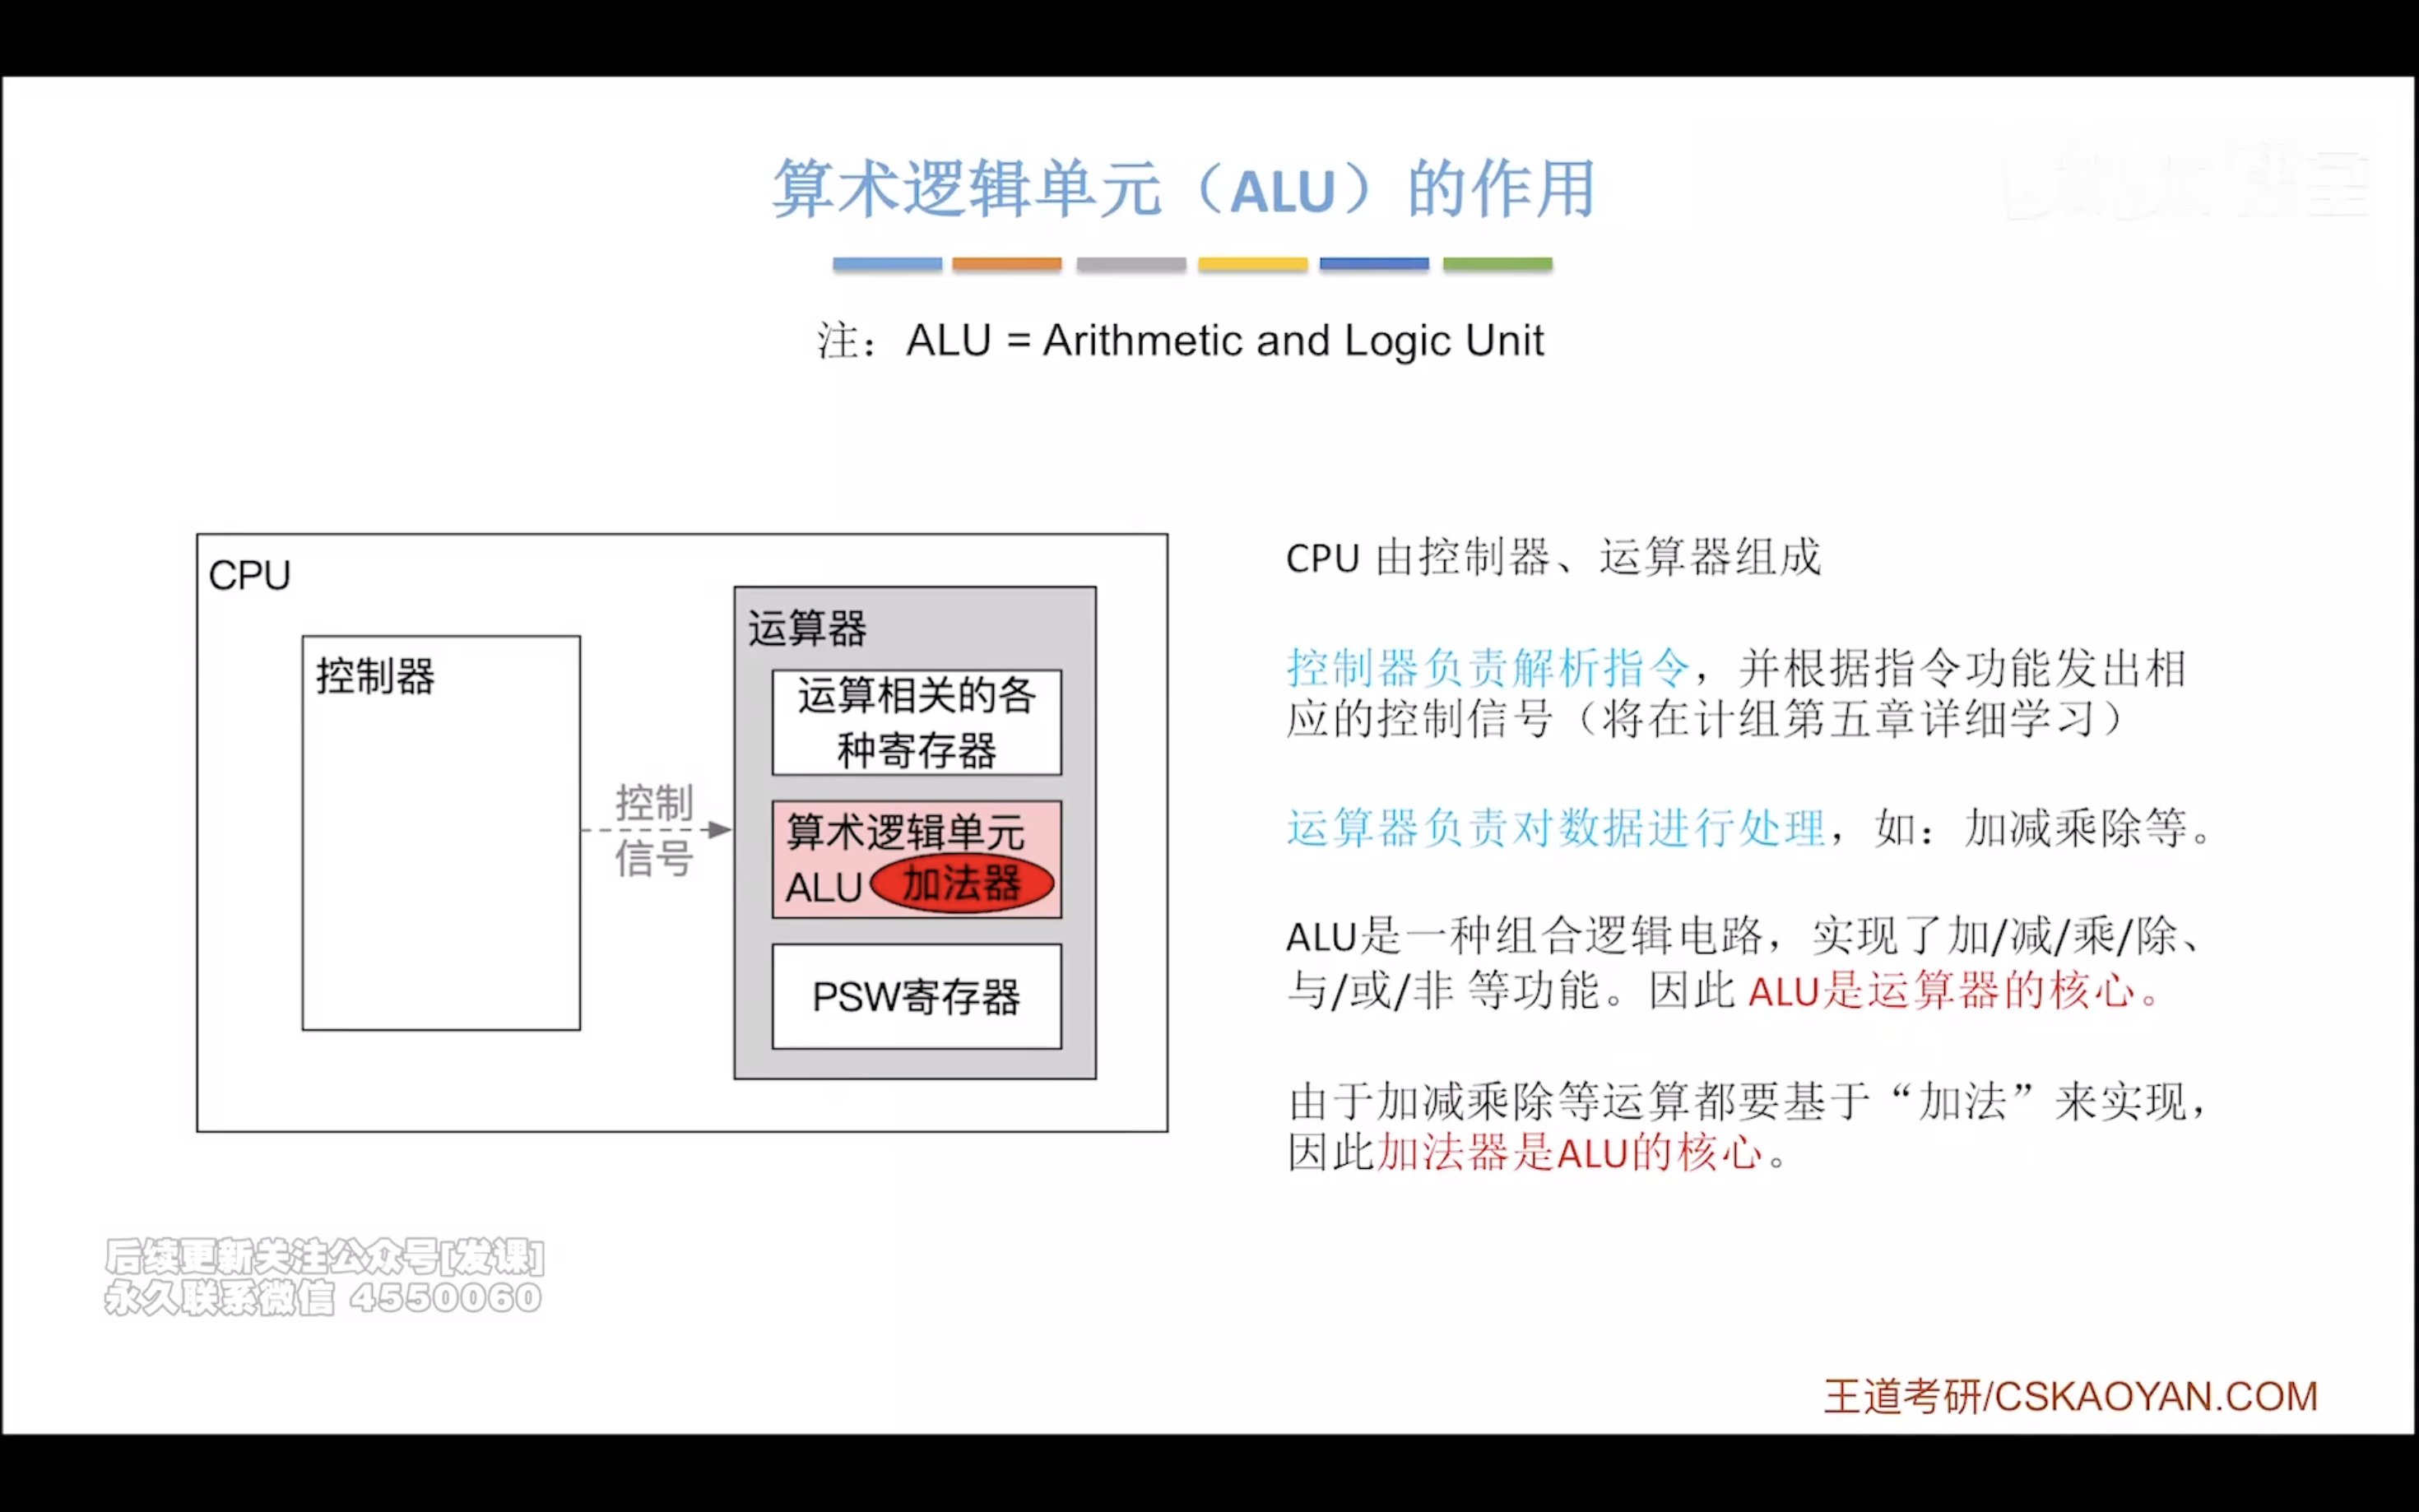 算术逻辑单元（ALU）的作用
注：ALU = Arithmetic and Logic Unit
CPU
控制器
控制
信号
运算器
运算相关的各
种寄存器
算术逻辑单元
ALU 加法器
PSW寄存器
CPU 由控制器、运算器组成
控制器负责解析指令，并根据指令功能发出相
应的控制信号（将在计组第五章详细学习）
运算器负责对数据进行处理，如：加减乘除等。
ALU是一种组合逻辑电路，实现了加/减/乘/除、
与/或/非 等功能。因此 ALU是运算器的核心。
由于加减乘除等运算都要基于“加法”来实现，
因此加法器是ALU的核心。
后续更新关注公众号[发课]
永久联系微信 4550060
王道考研/CSKAOYAN.COM